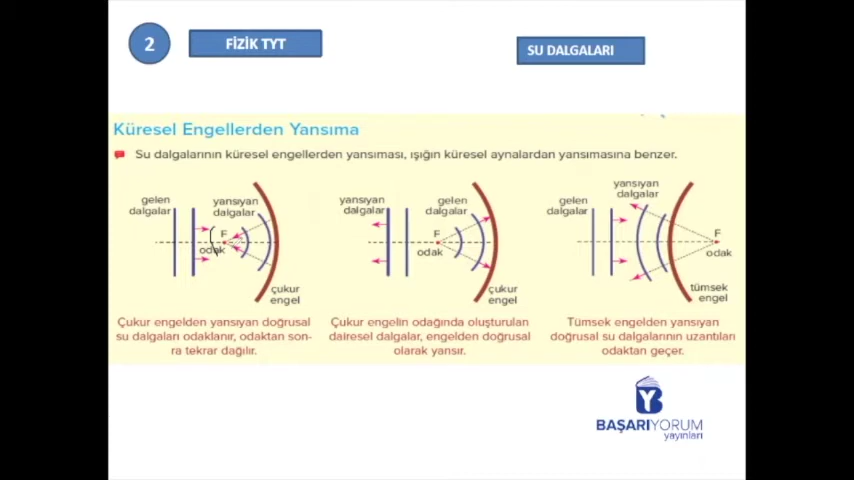 2
FİZİK TYT
SU DALGALARI
Küresel Engellerden Yansıma
Su dalgalarının küresel engellerden yansıması, ışığın küresel aynalardan yansımasına benzer.
gelen
dalgalar
yansıyan
dalgalar
F
odak
çukur
engel
Çukur engelden yansıyan doğrusal
su dalgaları odaklanır, odaktan son-
ra tekrar dağılır.
yansıyan
dalgalar
gelen
dalgalar
F
odak
çukur
engel
Çukur engelin odağında oluşturulan
dairesel dalgalar, engelden doğrusal
olarak yansır.
gelen
dalgalar
yansıyan
dalgalar
F
odak
tümsek
engel
Tümsek engelden yansıyan
doğrusal su dalgalarının uzantıları
odaktan geçer.
BY
BAŞARIYORUM
yayınları